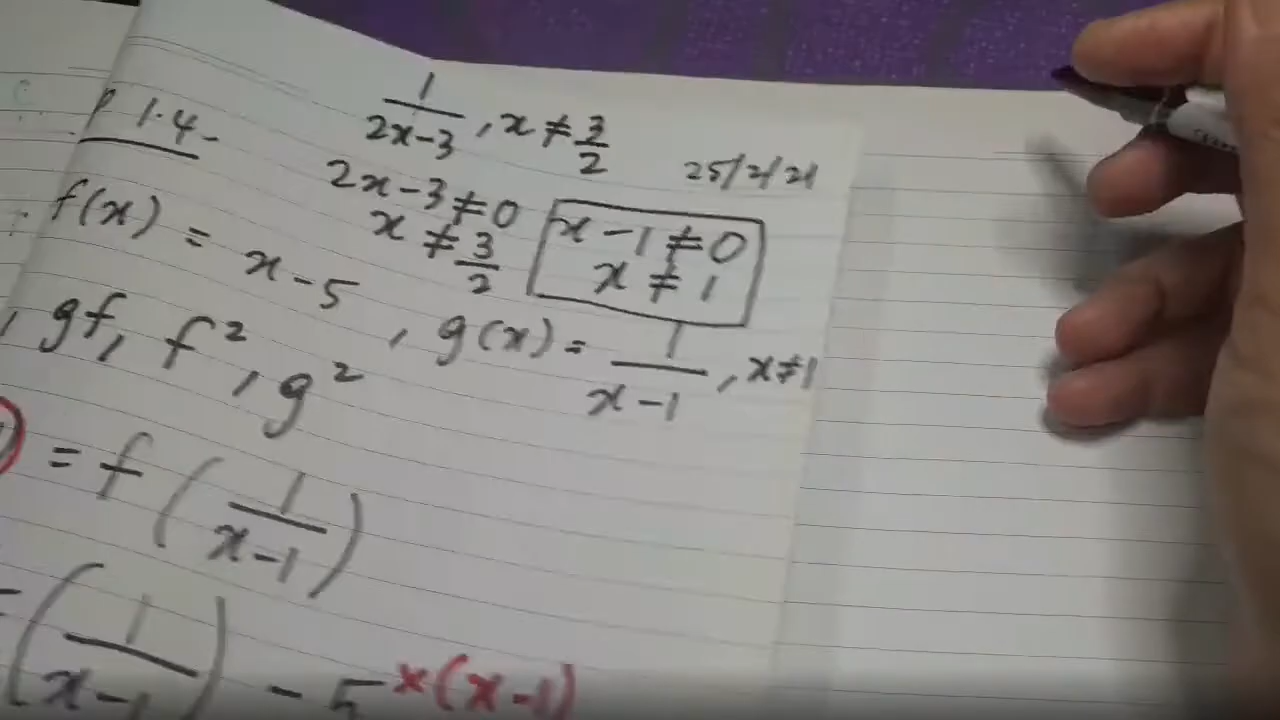 1.4
1/(2x-3), x ≠ 3/2
25/2/21
2x-3 ≠ 0
x ≠ 3/2
x-1 ≠ 0
x ≠ 1
f(x) = x-5, g(x) = 1/(x-1), x ≠ 1
, gf, f², g²
= f(1/(x-1))
= (1/(x-1)) - 5 ×(x-1)